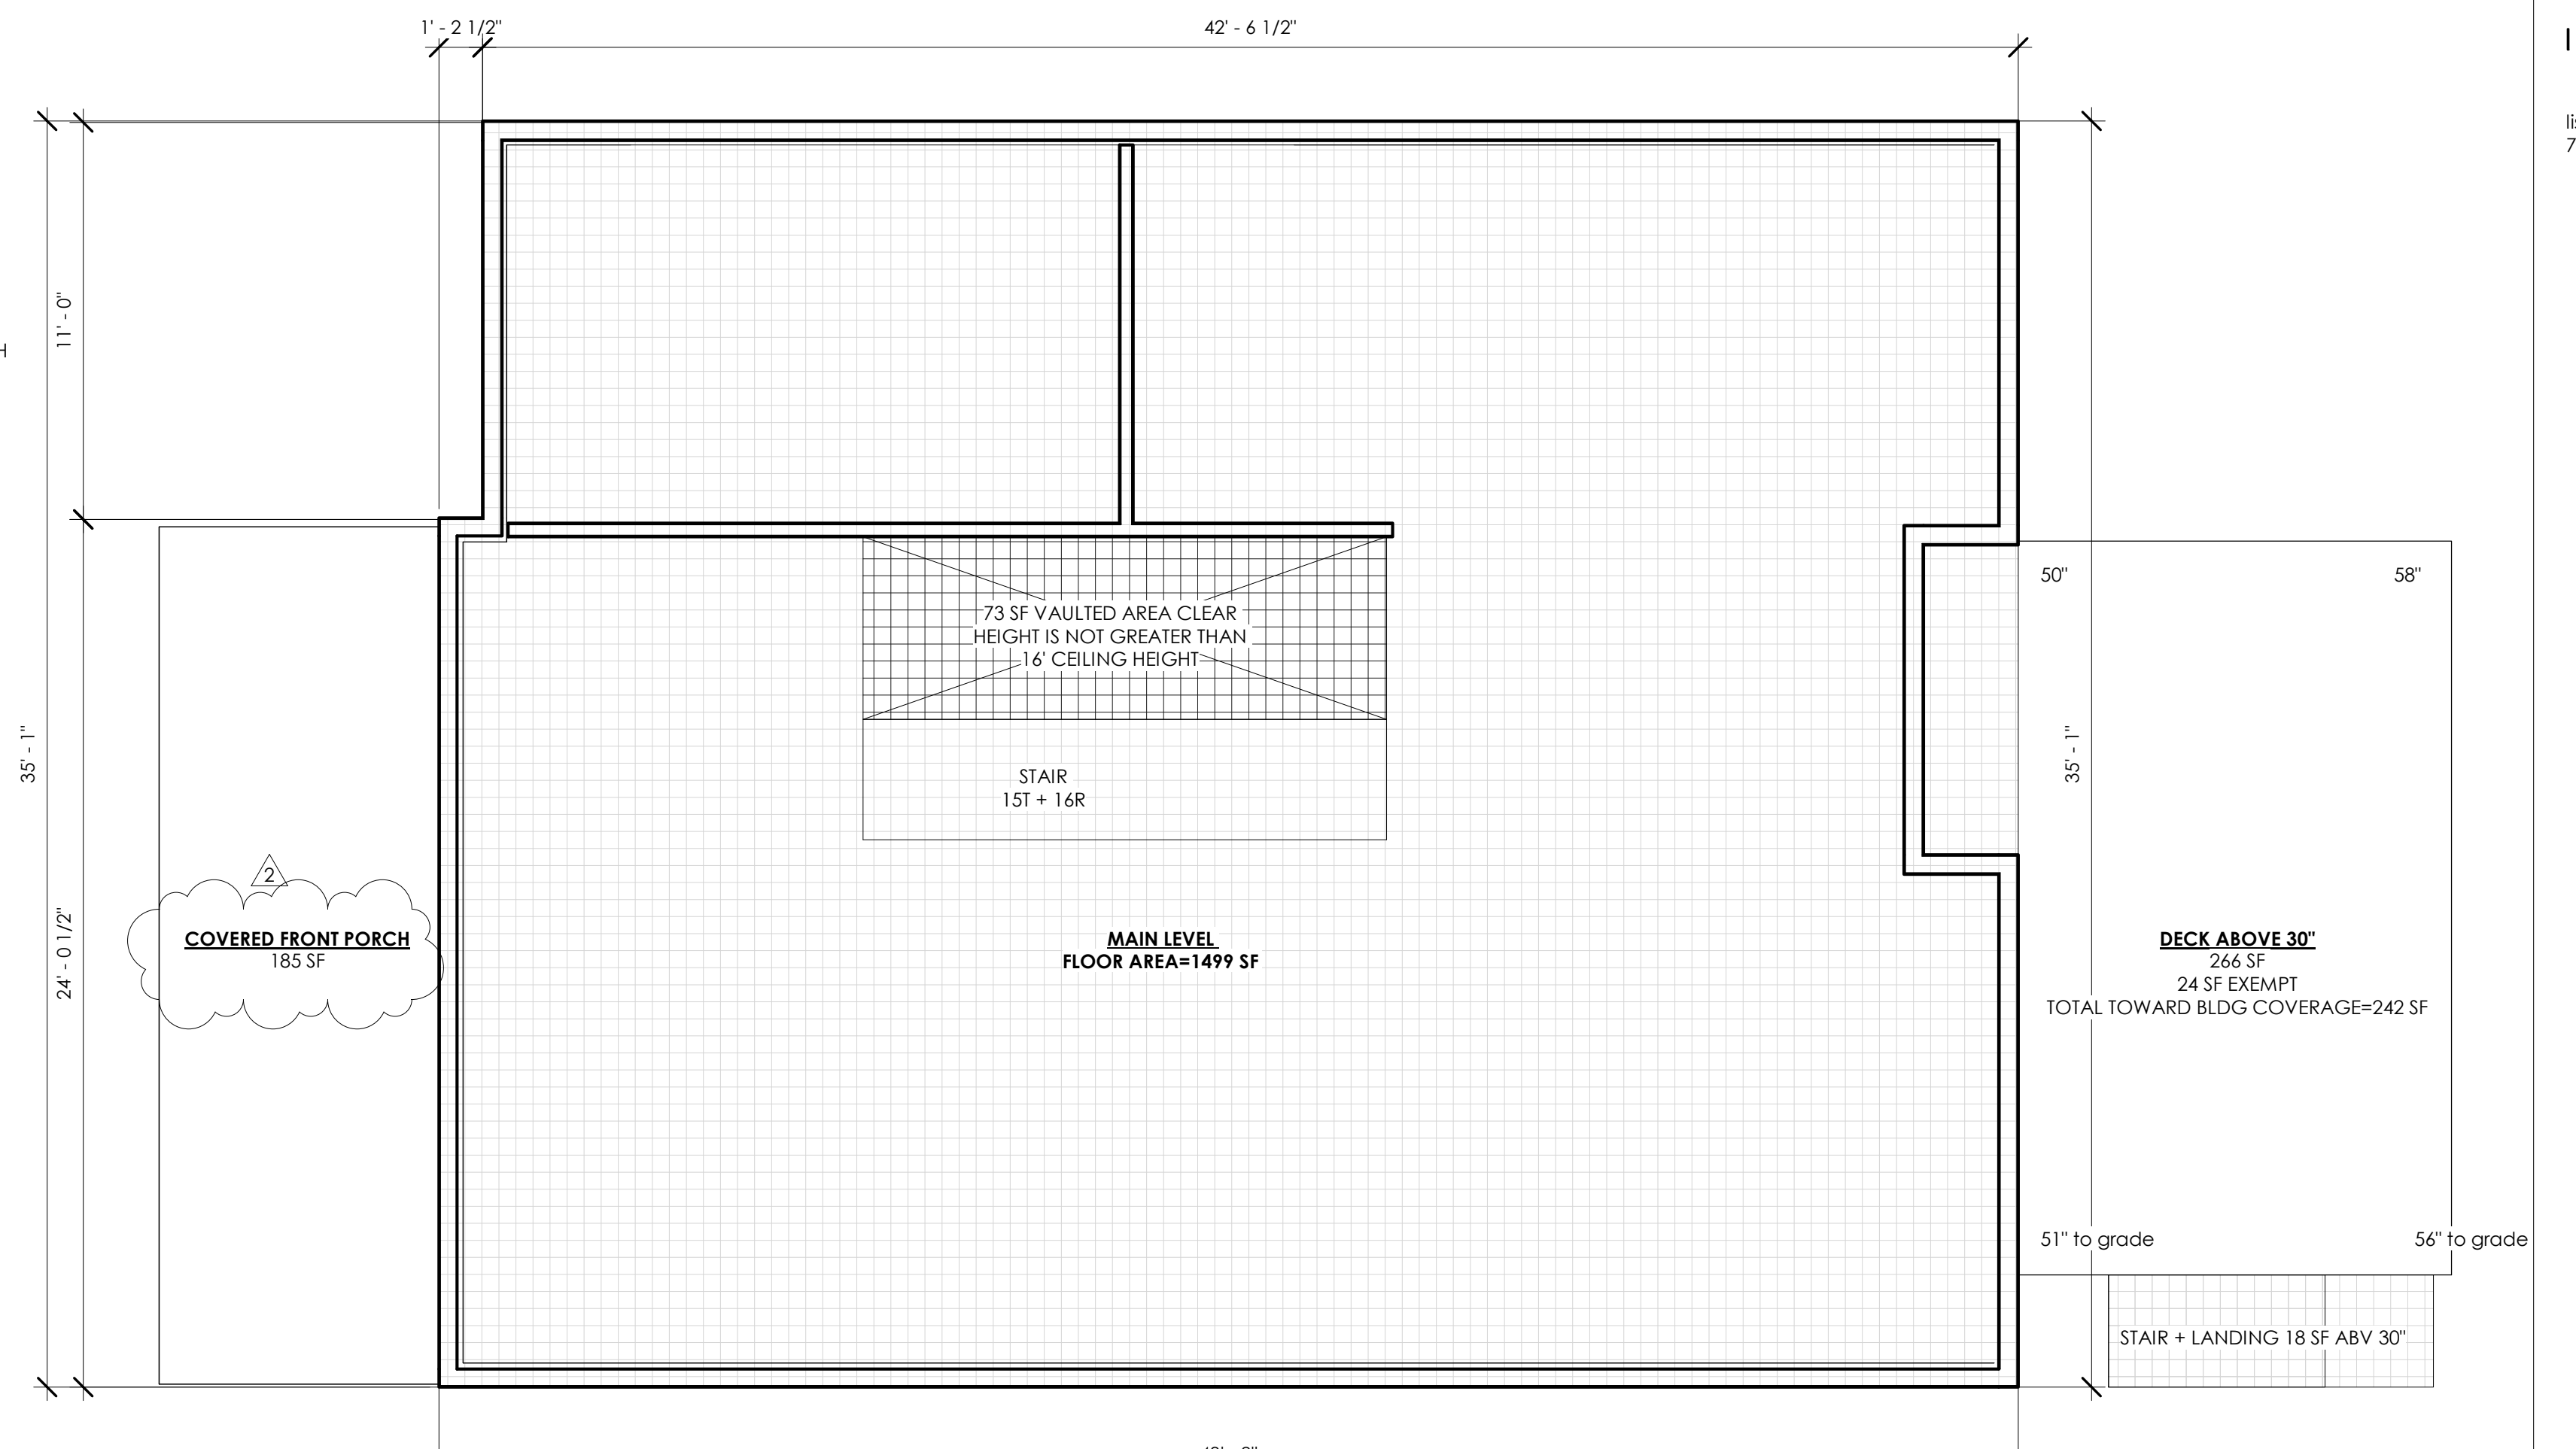 1' - 2 1/2"
42' - 6 1/2"
11' - 0"
35' - 1"
24' - 0 1/2"
73 SF VAULTED AREA CLEAR
HEIGHT IS NOT GREATER THAN
16' CEILING HEIGHT
STAIR
15T + 16R
50"
58"
35' - 1"
2
COVERED FRONT PORCH
185 SF
MAIN LEVEL
FLOOR AREA=1499 SF
DECK ABOVE 30"
266 SF
24 SF EXEMPT
TOTAL TOWARD BLDG COVERAGE=242 SF
51" to grade
56" to grade
STAIR + LANDING 18 SF ABV 30"